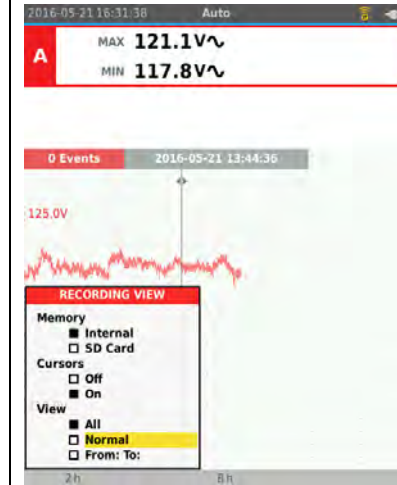 2016-05-21 16:31:38 Auto
A
MAX 121.1V
MIN 117.8V
0 Events 2016-05-21 13:44:36
125.0V
RECORDING VIEW
Memory
Internal
SD Card
Cursors
Off
On
View
All
Normal
From: To:
2h 8h